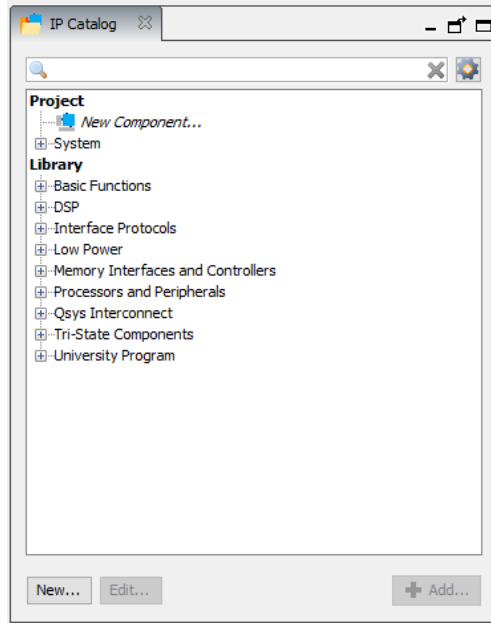 IP Catalog
Project
New Component...
System
Library
Basic Functions
DSP
Interface Protocols
Low Power
Memory Interfaces and Controllers
Processors and Peripherals
Qsys Interconnect
Tri-State Components
University Program
New... Edit... Add...